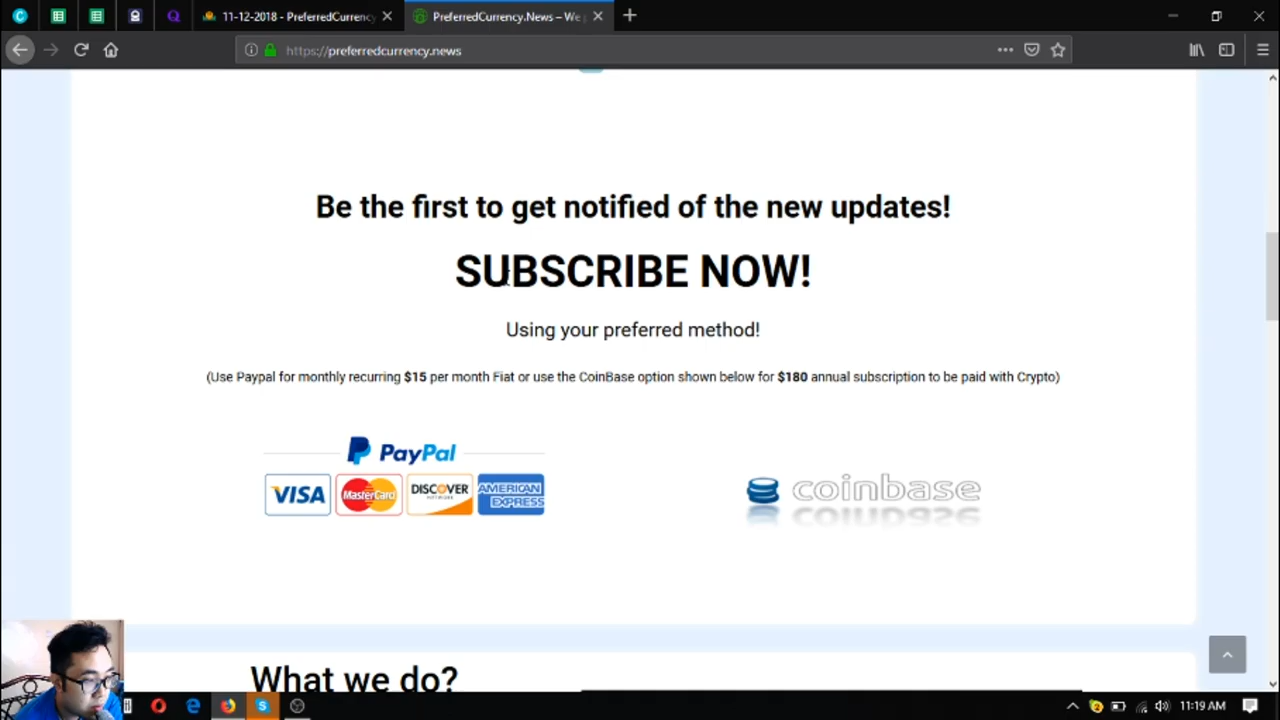 11-12-2018 - PreferredCurrency
PreferredCurrency.News – We
https://preferredcurrency.news
Be the first to get notified of the new updates!
SUBSCRIBE NOW!
Using your preferred method!
(Use Paypal for monthly recurring $15 per month Fiat or use the CoinBase option shown below for $180 annual subscription to be paid with Crypto)
PayPal
VISA MasterCard DISCOVER NETWORK AMERICAN EXPRESS
coinbase
What we do?
11:19 AM